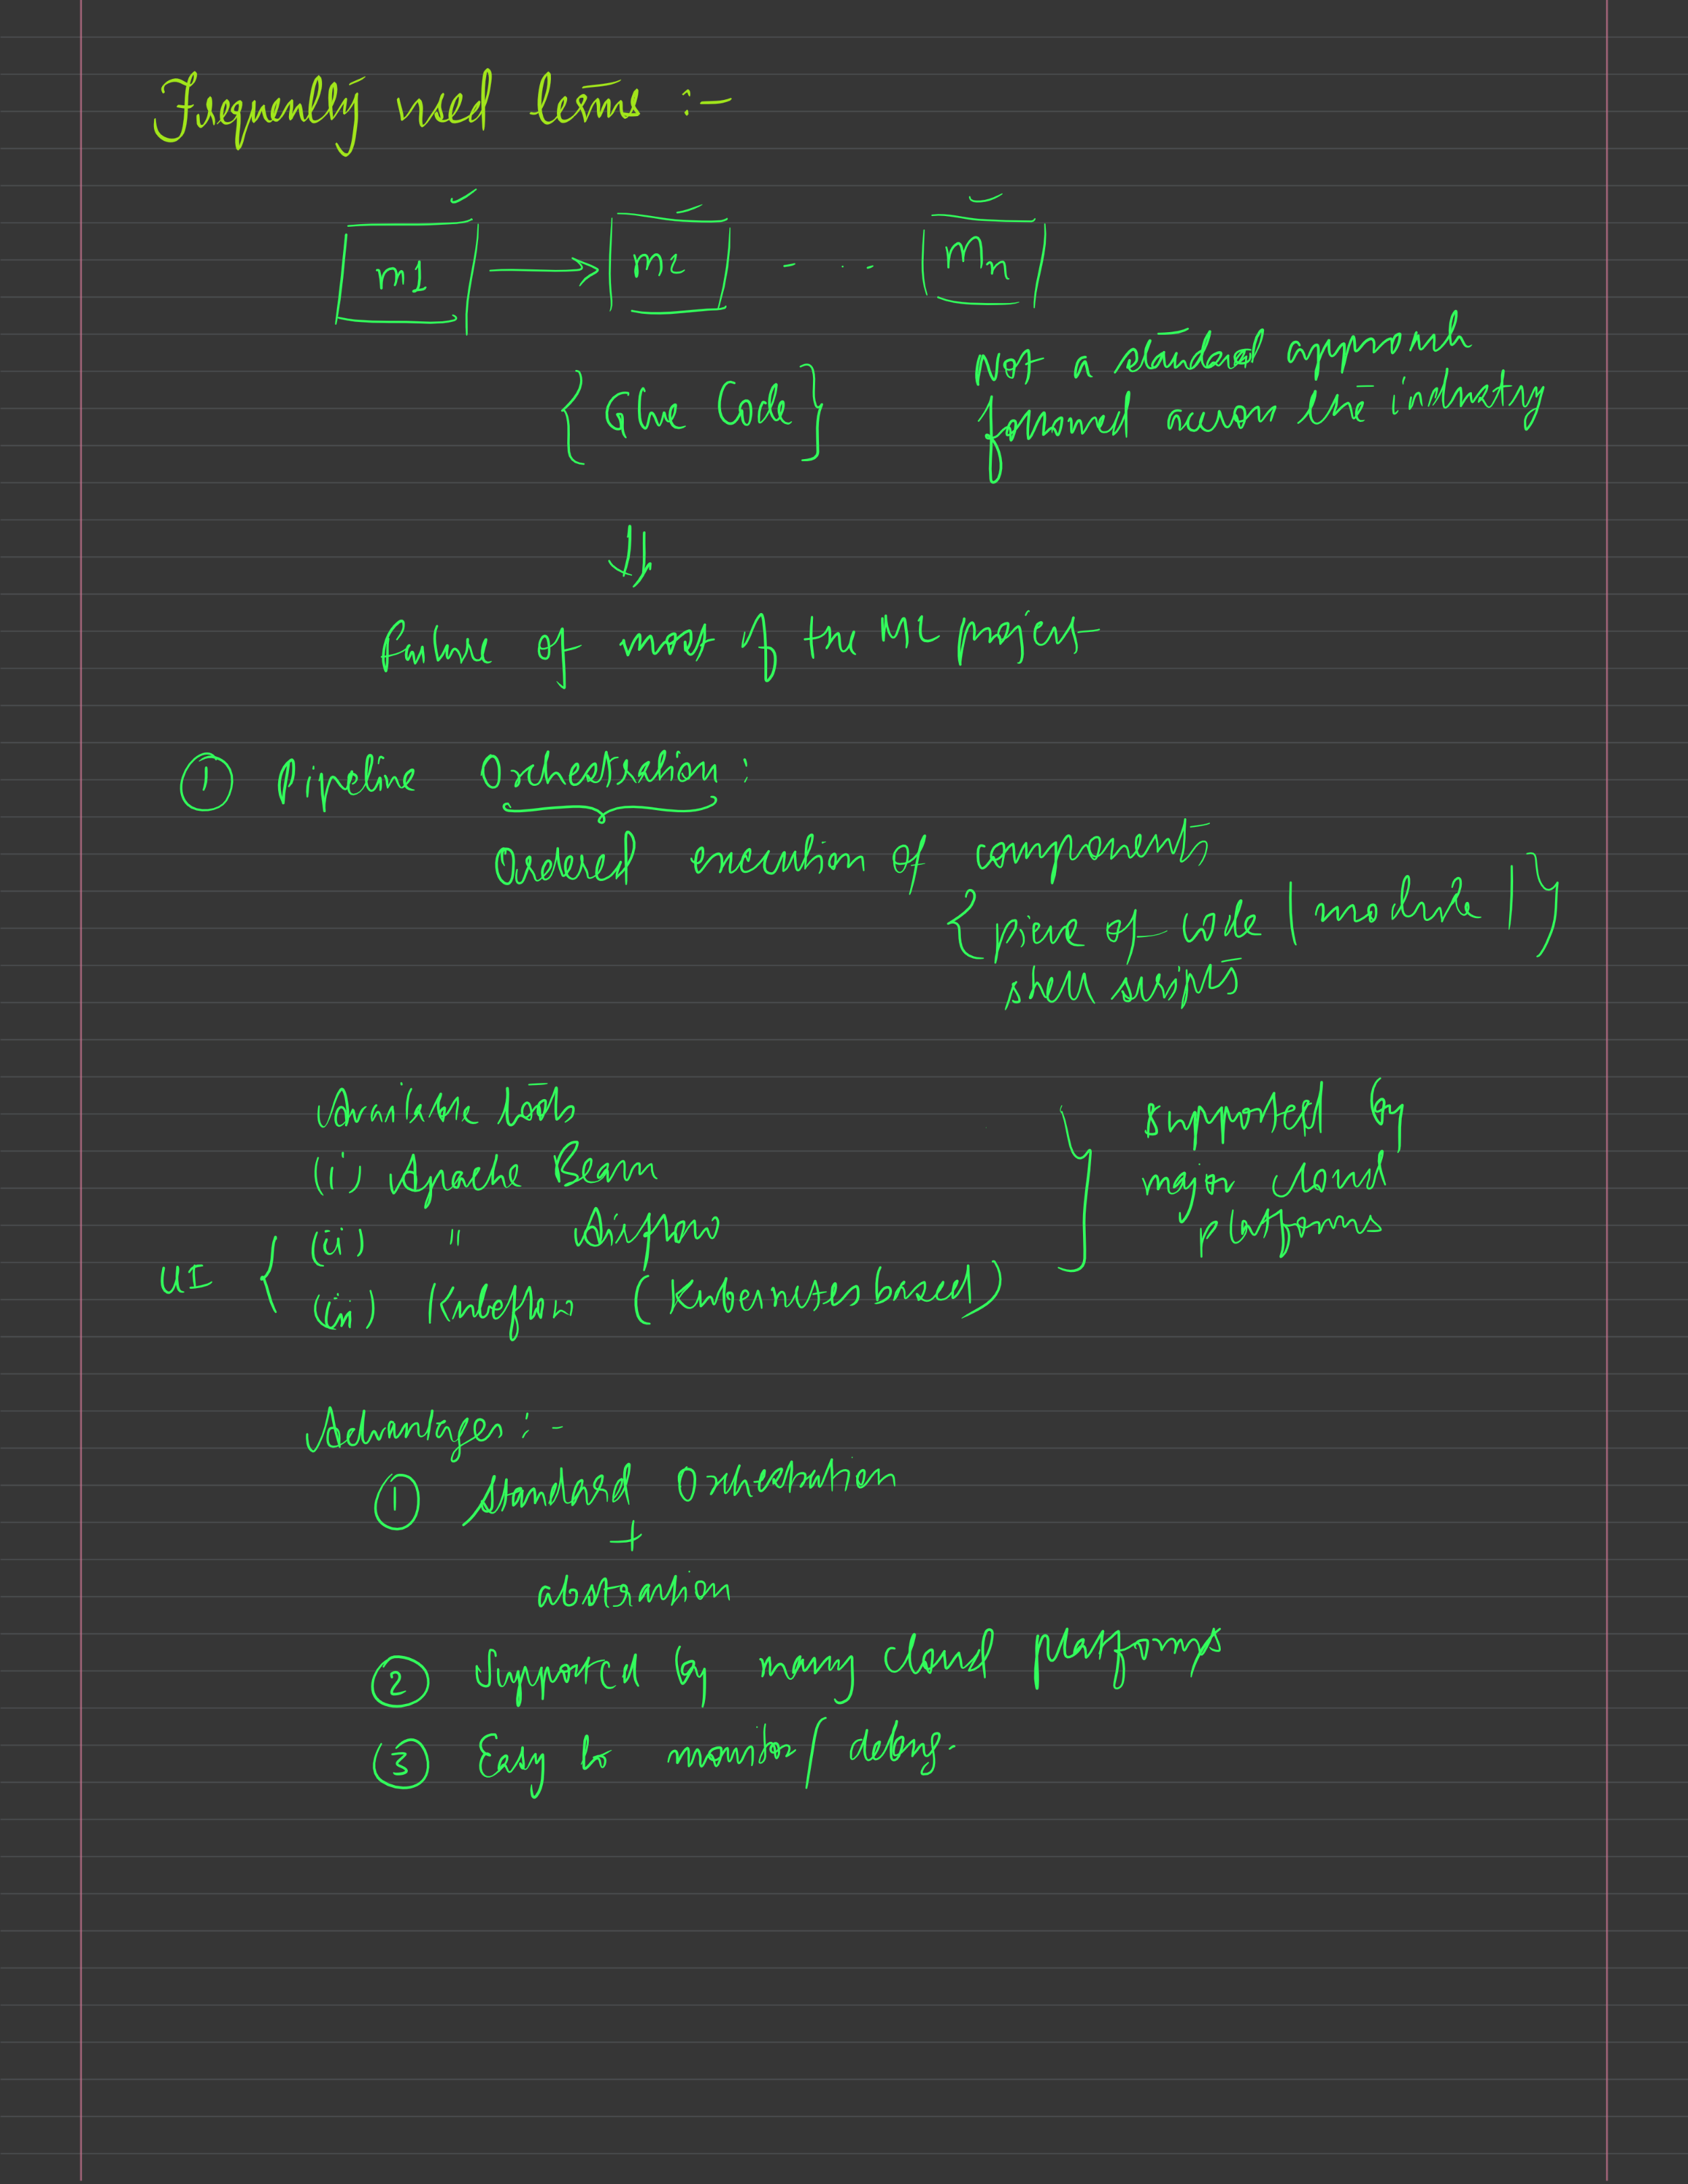 Frequently used terms :-
m1 → m2 - . . - Mn
{ Glue Code }
Not a standard approach
followed across the industry
↓↓
failure of most of the ML project
① Pipeline Orchestration :
Ordered execution of components
{ piece of code | module | }
shell scripts
Available tools
(i) Apache Beam
(ii) " Airflow
(iii) Kubeflow (Kubernutes based)
UI {
} supported by
major cloud
platforms
Advantages :-
① Standard Orchestration
+
abstraction
② Supported by many cloud platforms
③ Easy to monitor / debug.